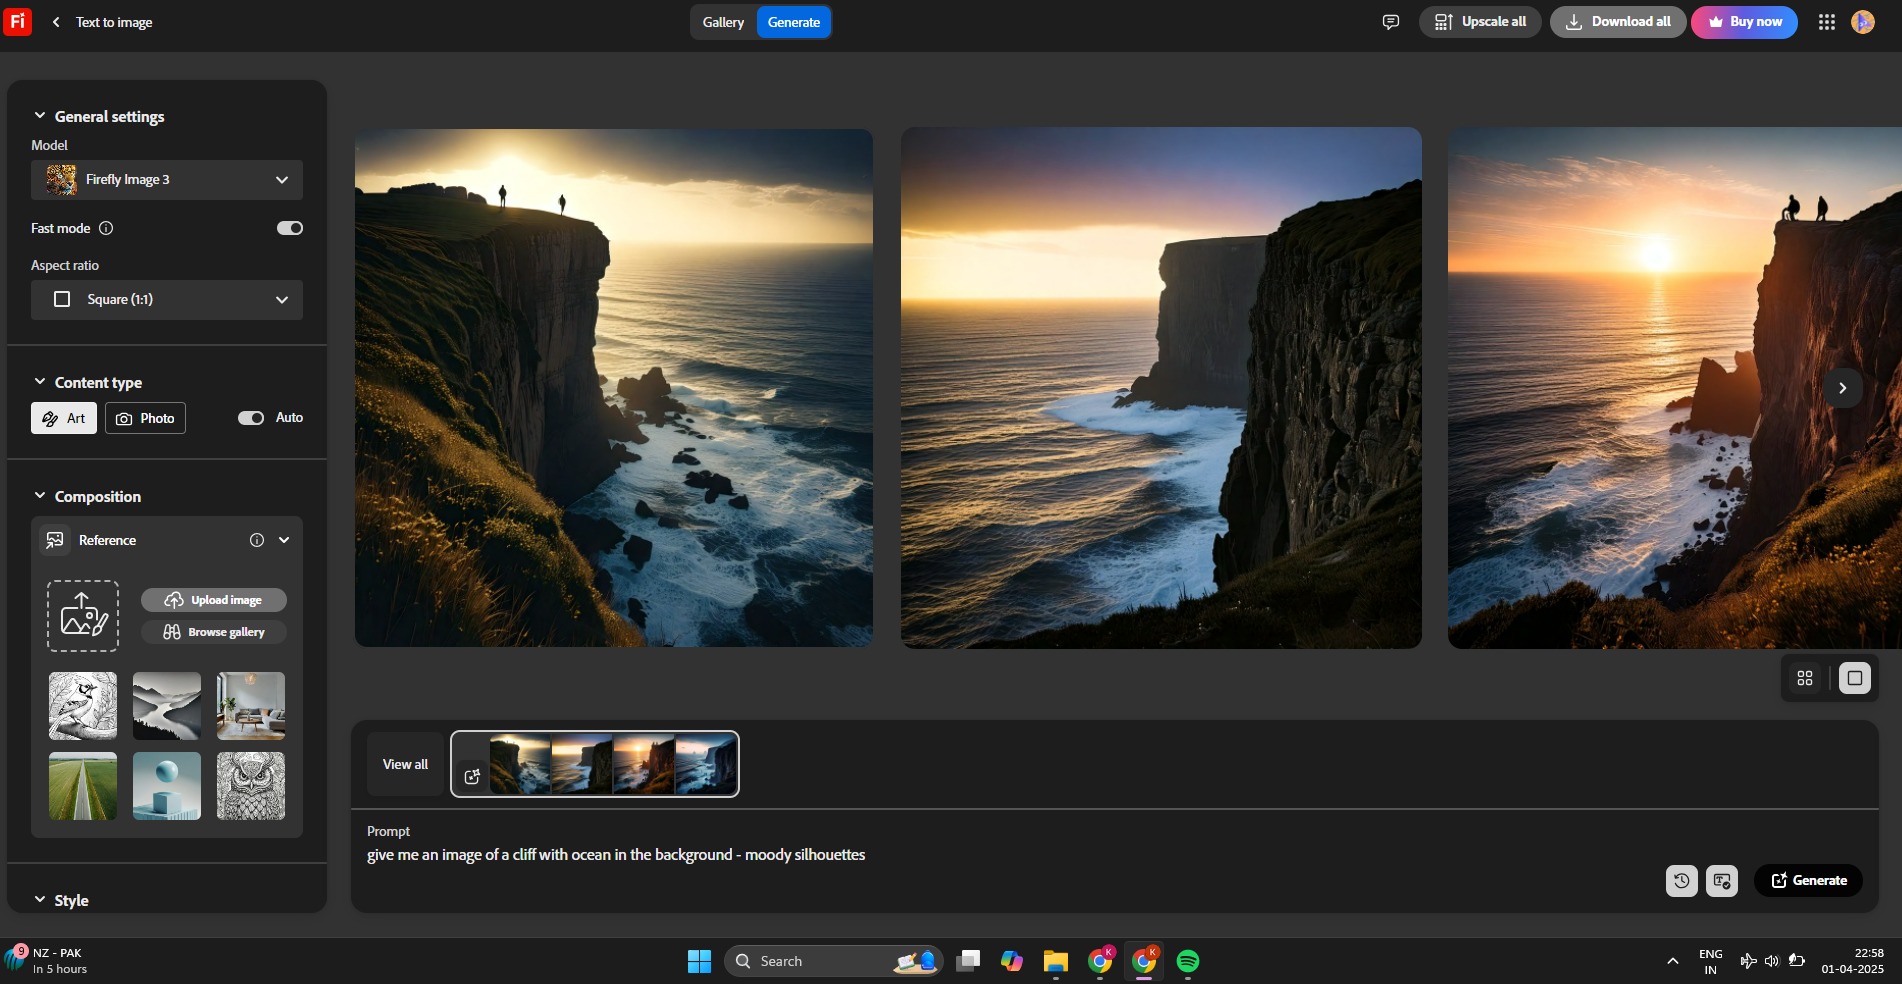 Fi
Text to image
Gallery
Generate
Upscale all
Download all
Buy now
General settings
Model
Firefly Image 3
Fast mode
Aspect ratio
Square (1:1)
Content type
Art
Photo
Auto
Composition
Reference
Upload image
Browse gallery
Style
View all
Prompt
give me an image of a cliff with ocean in the background - moody silhouettes
Generate
9
NZ - PAK
In 5 hours
Search
K
K
ENG
IN
22:58
01-04-2025